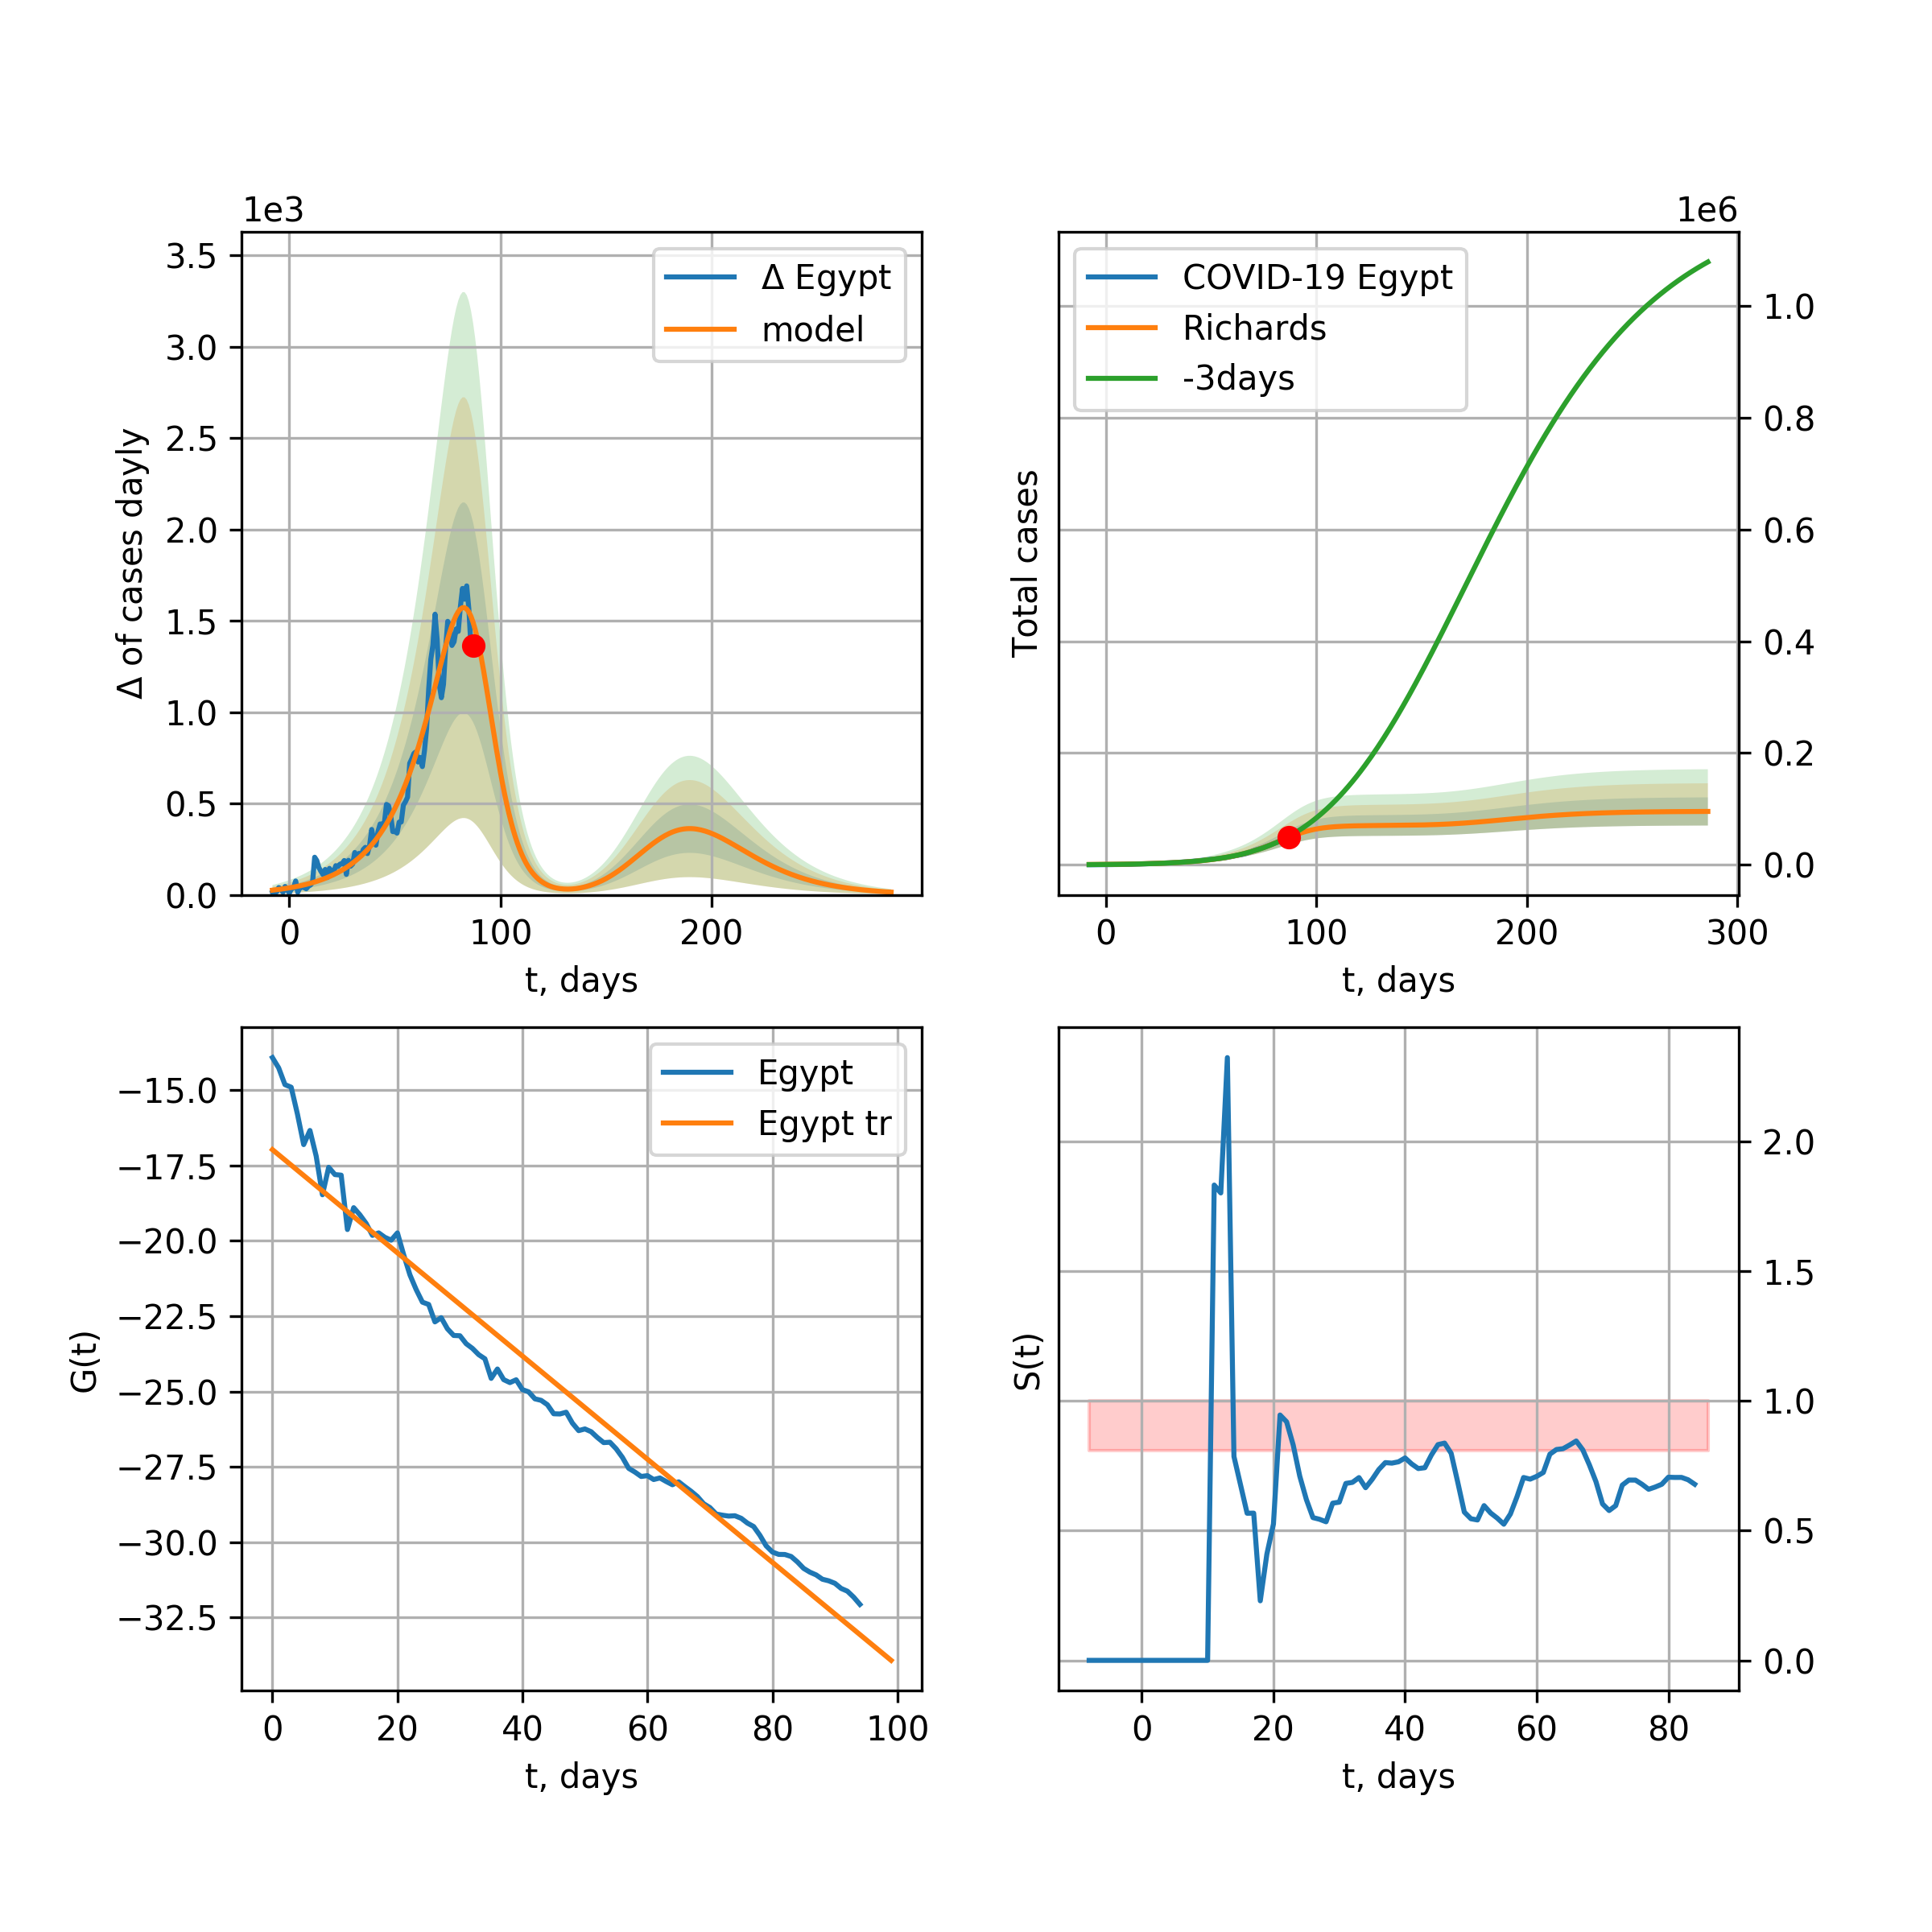 1e3
3.5
3.0
2.5
2.0
1.5
1.0
0.5
0.0
Δ of cases dayly
Δ Egypt
model
0
100
200
t, days
1e6
COVID-19 Egypt
Richards
-3days
Total cases
1.0
0.8
0.6
0.4
0.2
0.0
0
100
200
300
t, days
−15.0
−17.5
−20.0
−22.5
−25.0
−27.5
−30.0
−32.5
G(t)
Egypt
Egypt tr
0
20
40
60
80
100
t, days
S(t)
2.0
1.5
1.0
0.5
0.0
0
20
40
60
80
t, days